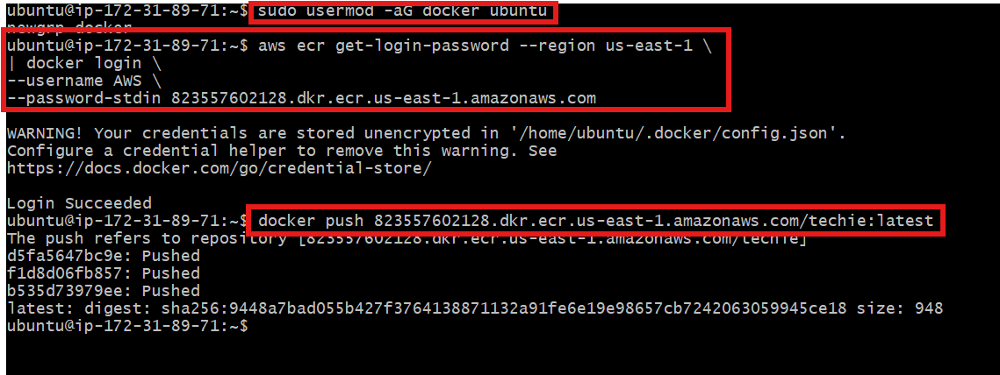 ubuntu@ip-172-31-89-71:~$ sudo usermod -aG docker ubuntu
newgrp docker
ubuntu@ip-172-31-89-71:~$ aws ecr get-login-password --region us-east-1 \
| docker login \
--username AWS \
--password-stdin 823557602128.dkr.ecr.us-east-1.amazonaws.com
WARNING! Your credentials are stored unencrypted in '/home/ubuntu/.docker/config.json'.
Configure a credential helper to remove this warning. See
https://docs.docker.com/go/credential-store/
Login Succeeded
ubuntu@ip-172-31-89-71:~$ docker push 823557602128.dkr.ecr.us-east-1.amazonaws.com/techie:latest
The push refers to repository [823557602128.dkr.ecr.us-east-1.amazonaws.com/techie]
d5fa5647bc9e: Pushed
f1d8d06fb857: Pushed
b535d73979ee: Pushed
latest: digest: sha256:9448a7bad055b427f3764138871132a91fe6e19e98657cb7242063059945ce18 size: 948
ubuntu@ip-172-31-89-71:~$